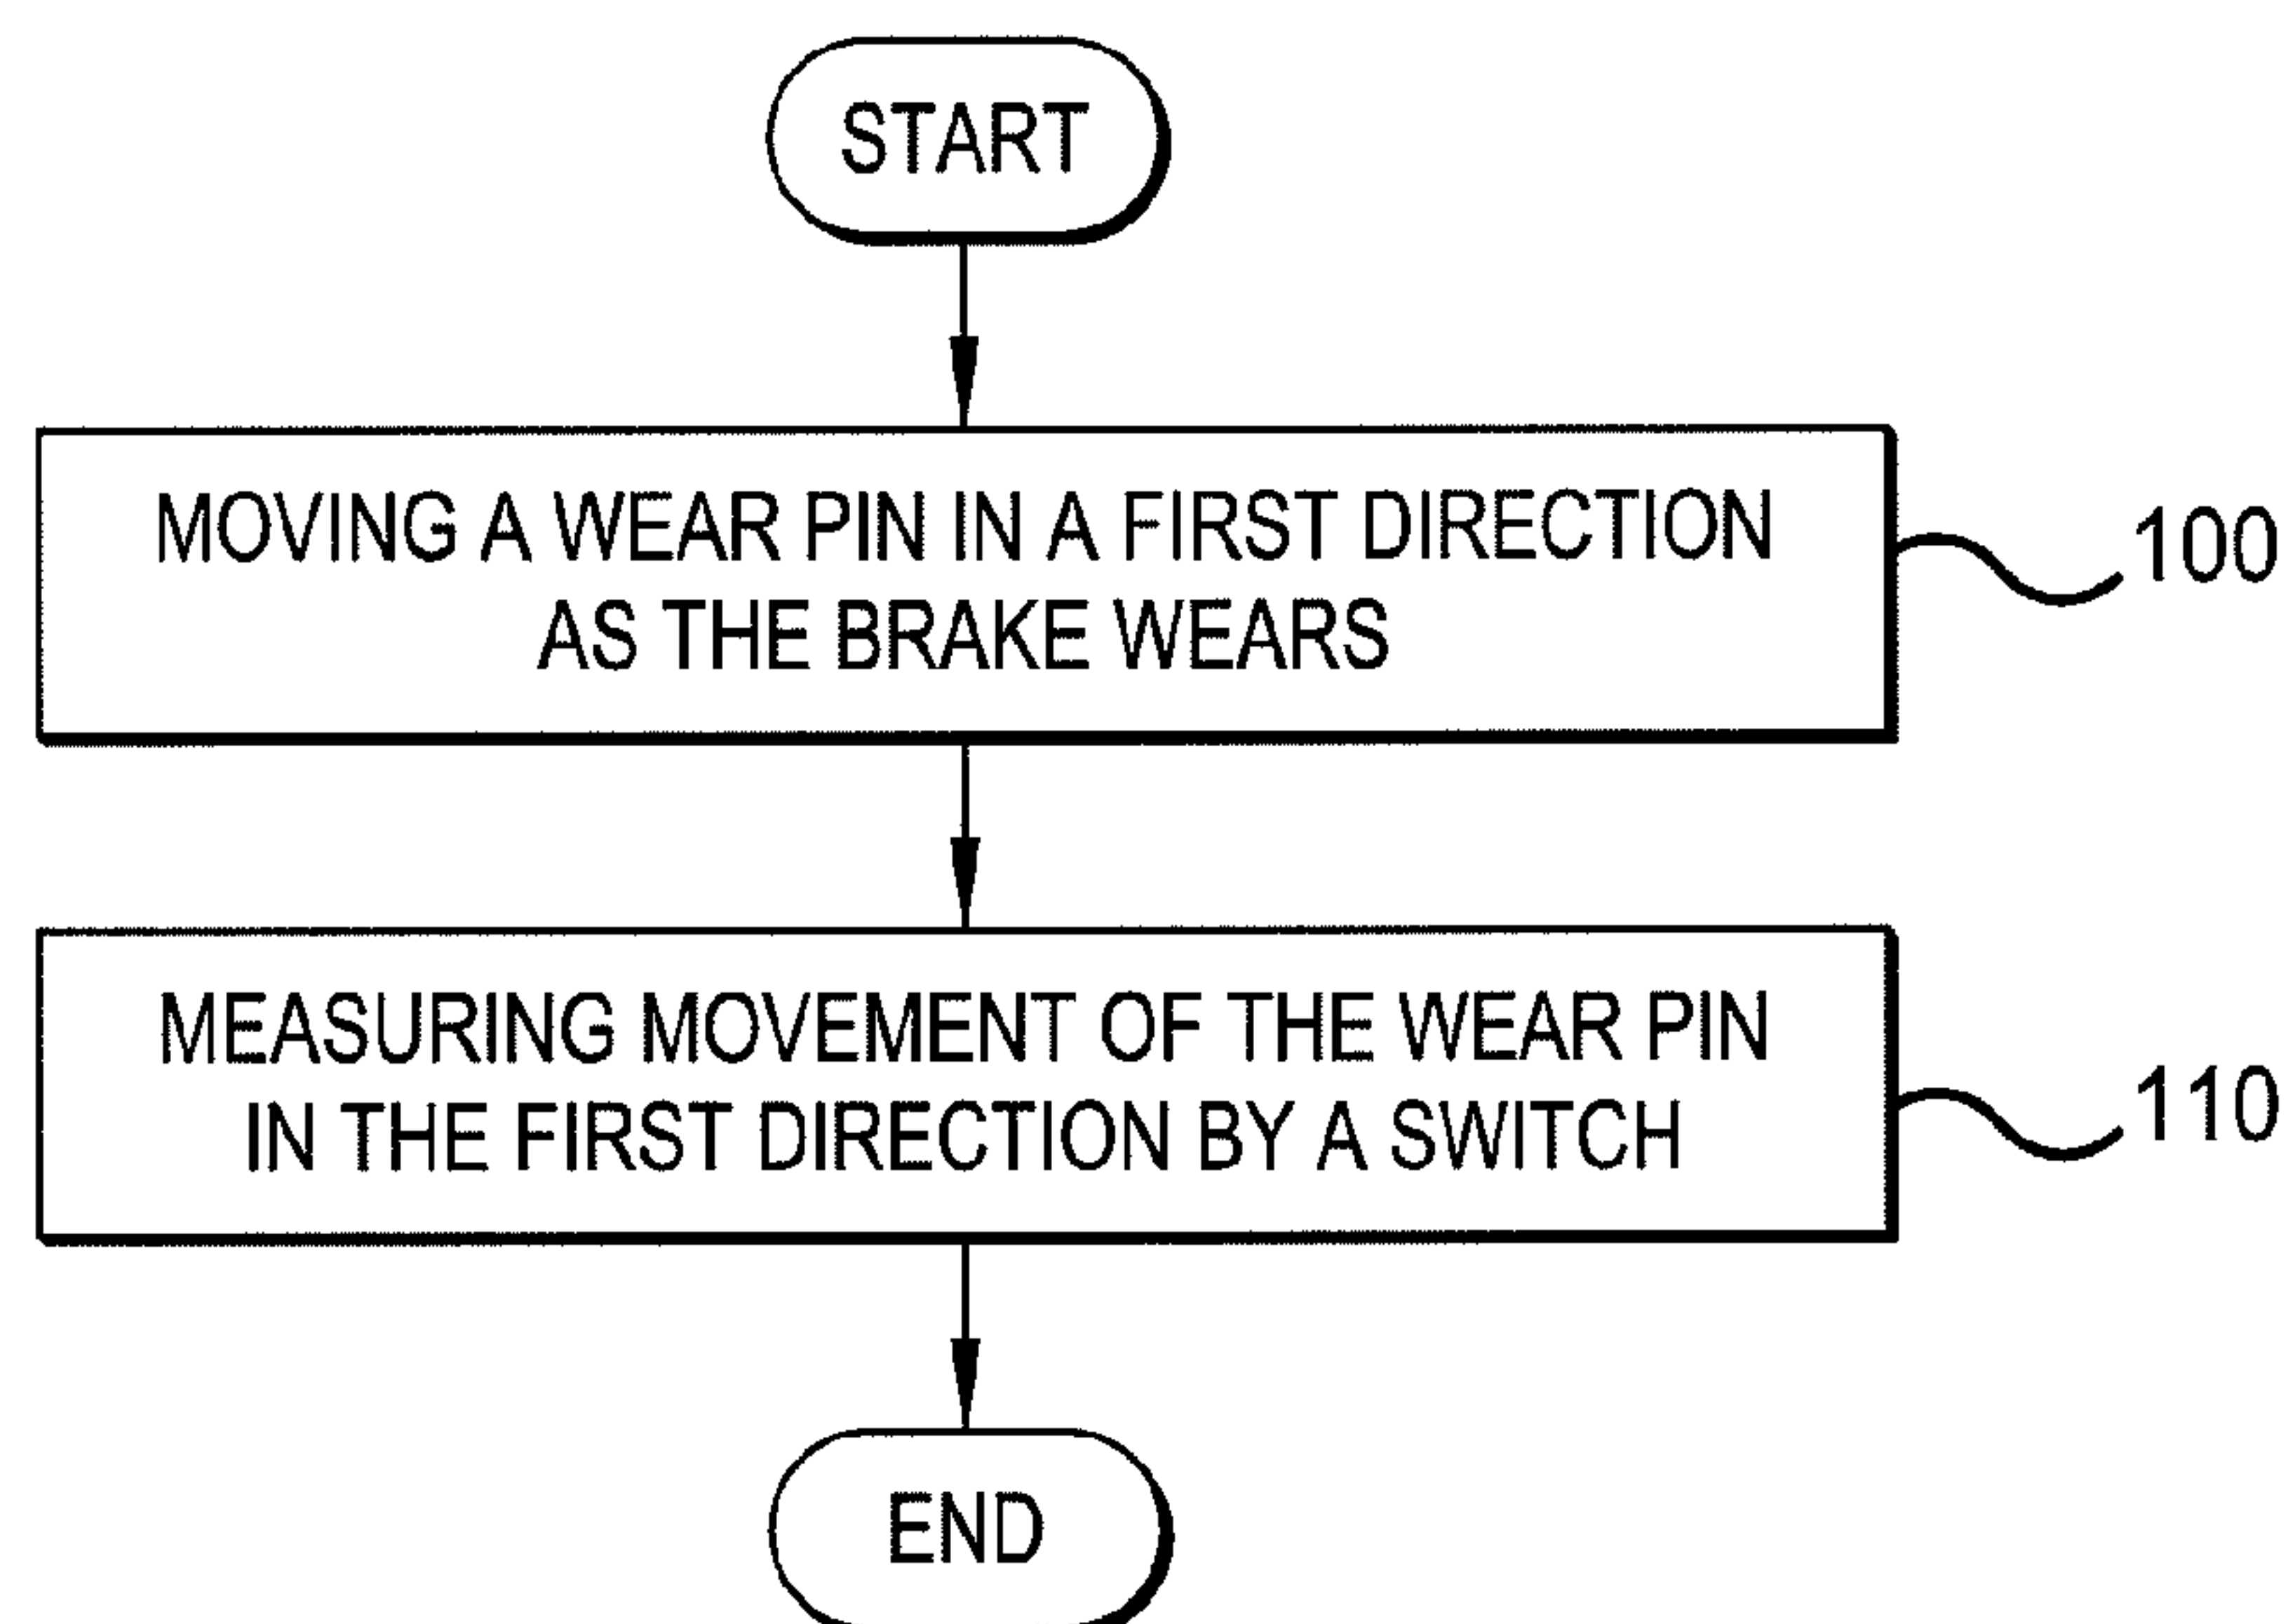 START
MOVING A WEAR PIN IN A FIRST DIRECTION
AS THE BRAKE WEARS
100
MEASURING MOVEMENT OF THE WEAR PIN
IN THE FIRST DIRECTION BY A SWITCH
110
END